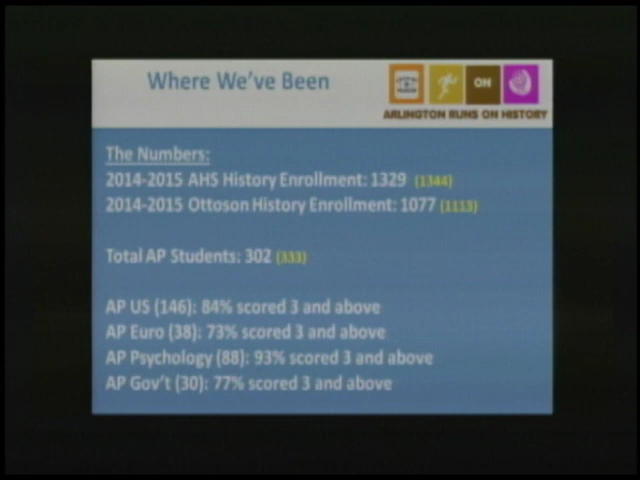 Where We've Been
ON
ARLINGTON RUNS ON HISTORY
The Numbers:
2014-2015 AHS History Enrollment: 1329 (1344)
2014-2015 Ottoson History Enrollment: 1077 (1113)
Total AP Students: 302 (333)
AP US (146): 84% scored 3 and above
AP Euro (38): 73% scored 3 and above
AP Psychology (88): 93% scored 3 and above
AP Gov't (30): 77% scored 3 and above